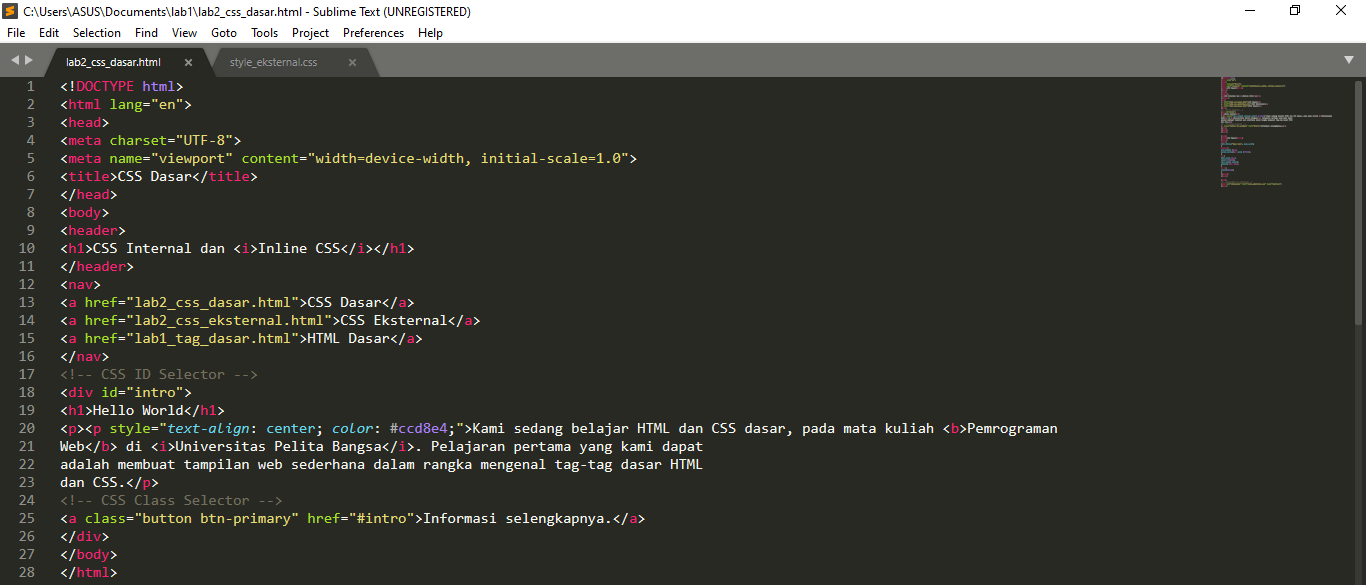 C:\Users\ASUS\Documents\lab1\lab2_css_dasar.html - Sublime Text (UNREGISTERED)
File Edit Selection Find View Goto Tools Project Preferences Help
lab2_css_dasar.html × style_eksternal.css ×
1 <!DOCTYPE html>
2 <html lang="en">
3 <head>
4 <meta charset="UTF-8">
5 <meta name="viewport" content="width=device-width, initial-scale=1.0">
6 <title>CSS Dasar</title>
7 </head>
8 <body>
9 <header>
10 <h1>CSS Internal dan <i>Inline CSS</i></h1>
11 </header>
12 <nav>
13 <a href="lab2_css_dasar.html">CSS Dasar</a>
14 <a href="lab2_css_eksternal.html">CSS Eksternal</a>
15 <a href="lab1_tag_dasar.html">HTML Dasar</a>
16 </nav>
17 <!-- CSS ID Selector -->
18 <div id="intro">
19 <h1>Hello World</h1>
20 <p><p style="text-align: center; color: #ccd8e4;">Kami sedang belajar HTML dan CSS dasar, pada mata kuliah <b>Pemrograman
21 Web</b> di <i>Universitas Pelita Bangsa</i>. Pelajaran pertama yang kami dapat
22 adalah membuat tampilan web sederhana dalam rangka mengenal tag-tag dasar HTML
23 dan CSS.</p>
24 <!-- CSS Class Selector -->
25 <a class="button btn-primary" href="#intro">Informasi selengkapnya.</a>
26 </div>
27 </body>
28 </html>